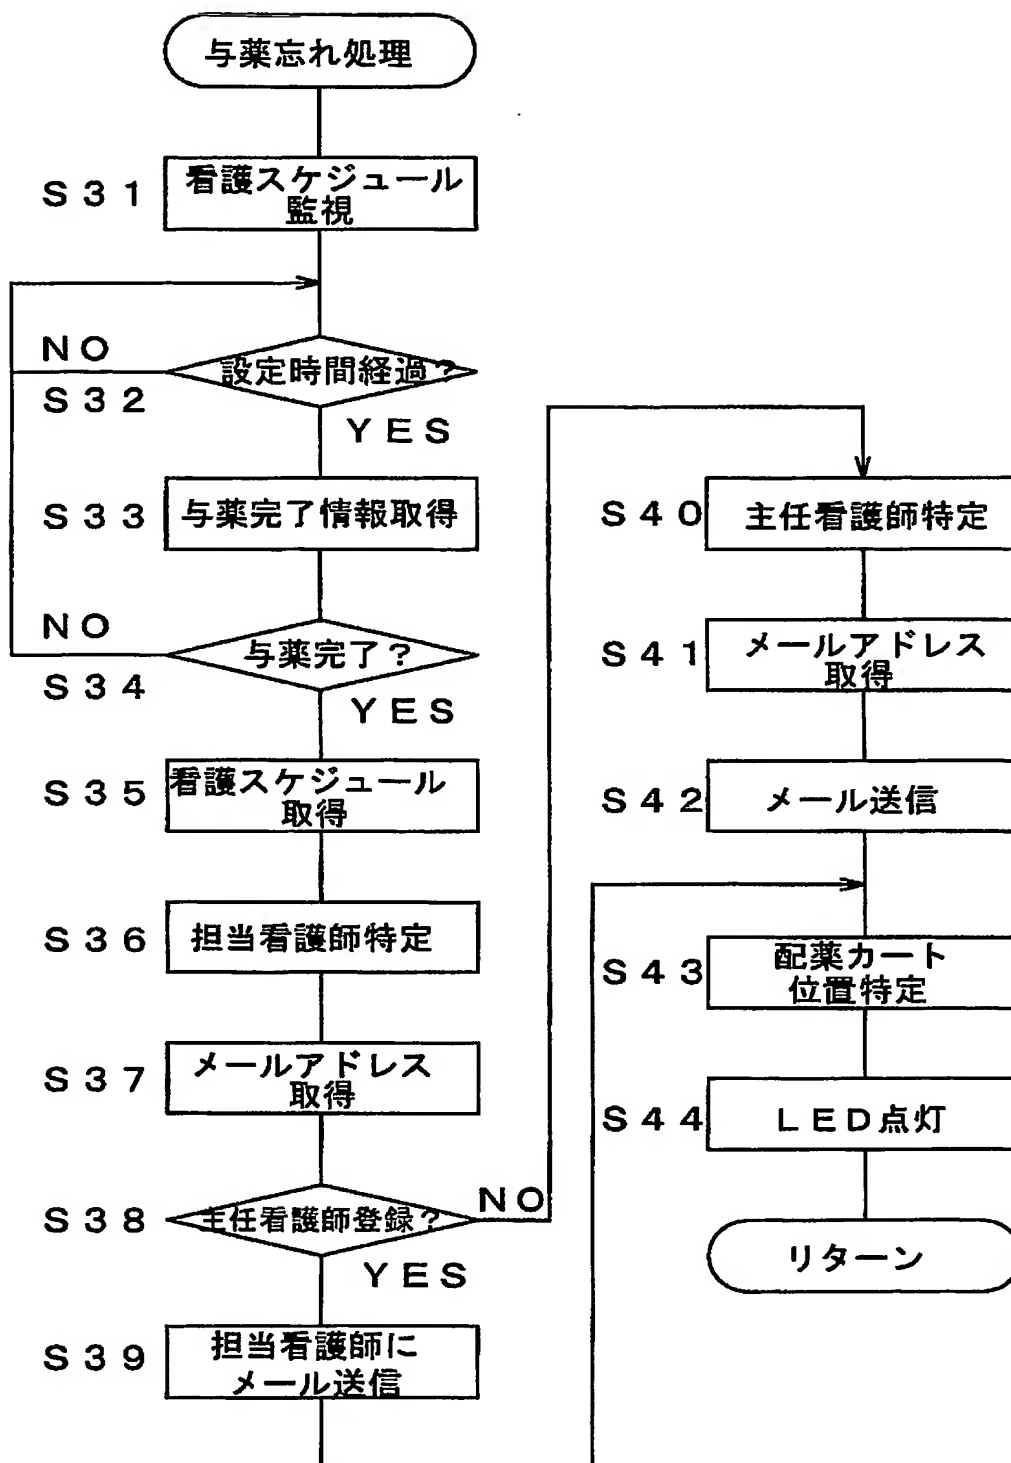 与薬忘れ処理
S31
看護スケジュール
監視
NO
設定時間経過?
S32
YES
S33
与薬完了情報取得
NO
与薬完了?
S34
YES
S35
看護スケジュール
取得
S36
担当看護師特定
S37
メールアドレス
取得
S38
主任看護師登録?
NO
YES
S39
担当看護師に
メール送信
S40
主任看護師特定
S41
メールアドレス
取得
S42
メール送信
S43
配薬カート
位置特定
S44
LED点灯
リターン